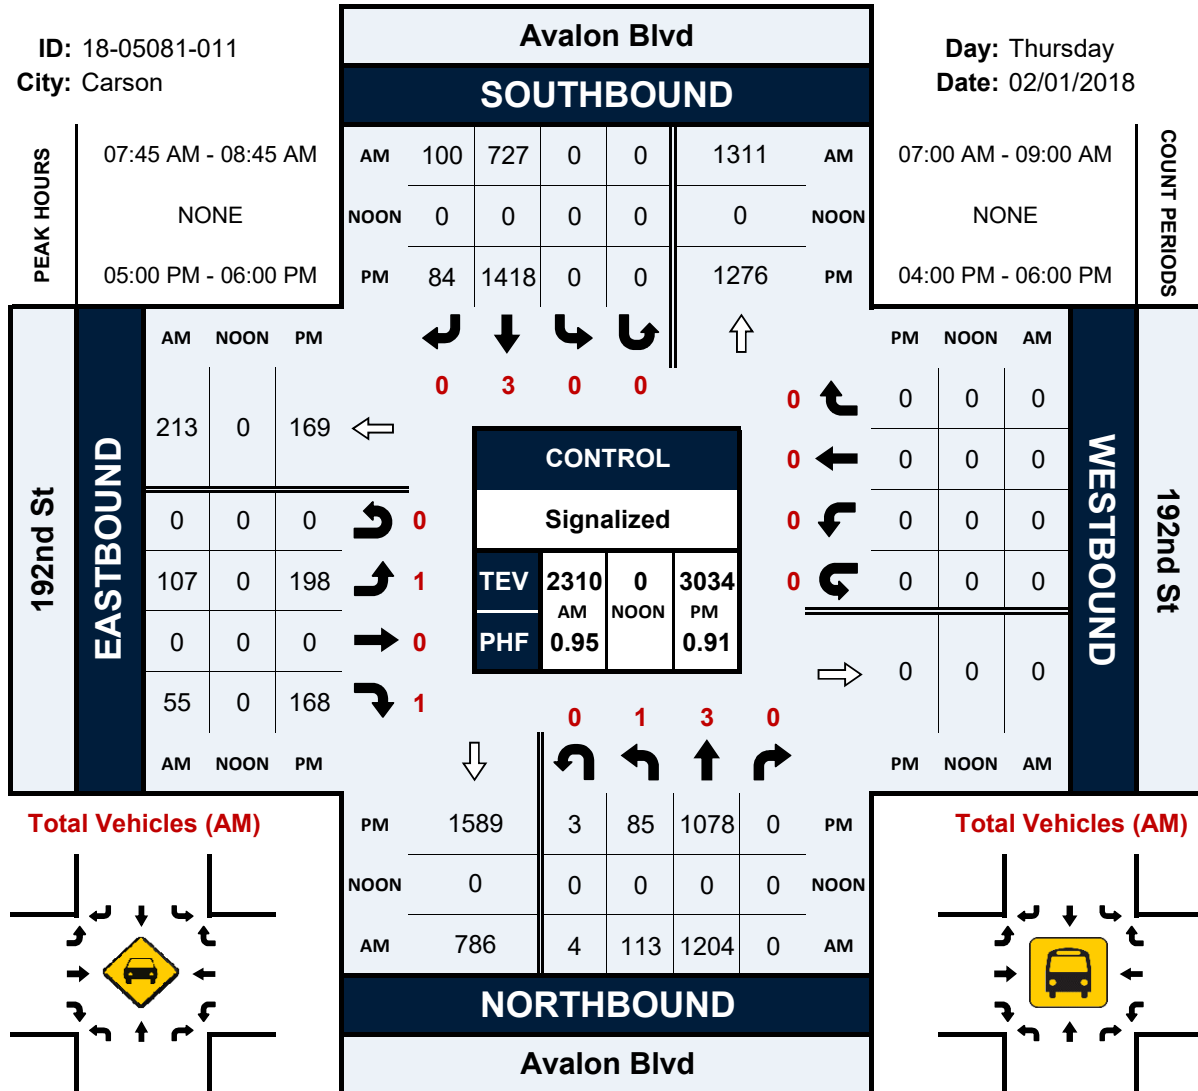 Avalon Blvd
ID: 18-05081-011
Day: Thursday
City: Carson
Date: 02/01/2018
SOUTHBOUND
PEAK HOURS
07:45 AM - 08:45 AM
NONE
05:00 PM - 06:00 PM
AM 100 727 0 0 1311 AM
NOON 0 0 0 0 0 NOON
PM 84 1418 0 0 1276 PM
07:00 AM - 09:00 AM
NONE
04:00 PM - 06:00 PM
COUNT PERIODS
0 3 0 0
192nd St
EASTBOUND
AM NOON PM
213 0 169
0 0 0 0
107 0 198 1
0 0 0 0
55 0 168 1
AM NOON PM
CONTROL
Signalized
TEV 2310 0 3034
AM NOON PM
PHF 0.95 0.91
PM NOON AM
0 0 0 0
0 0 0 0
0 0 0 0
0 0 0 0
0 0 0
PM NOON AM
WESTBOUND
192nd St
0 1 3 0
PM 1589 3 85 1078 0 PM
NOON 0 0 0 0 0 NOON
AM 786 4 113 1204 0 AM
NORTHBOUND
Avalon Blvd
Total Vehicles (AM)
Total Vehicles (AM)